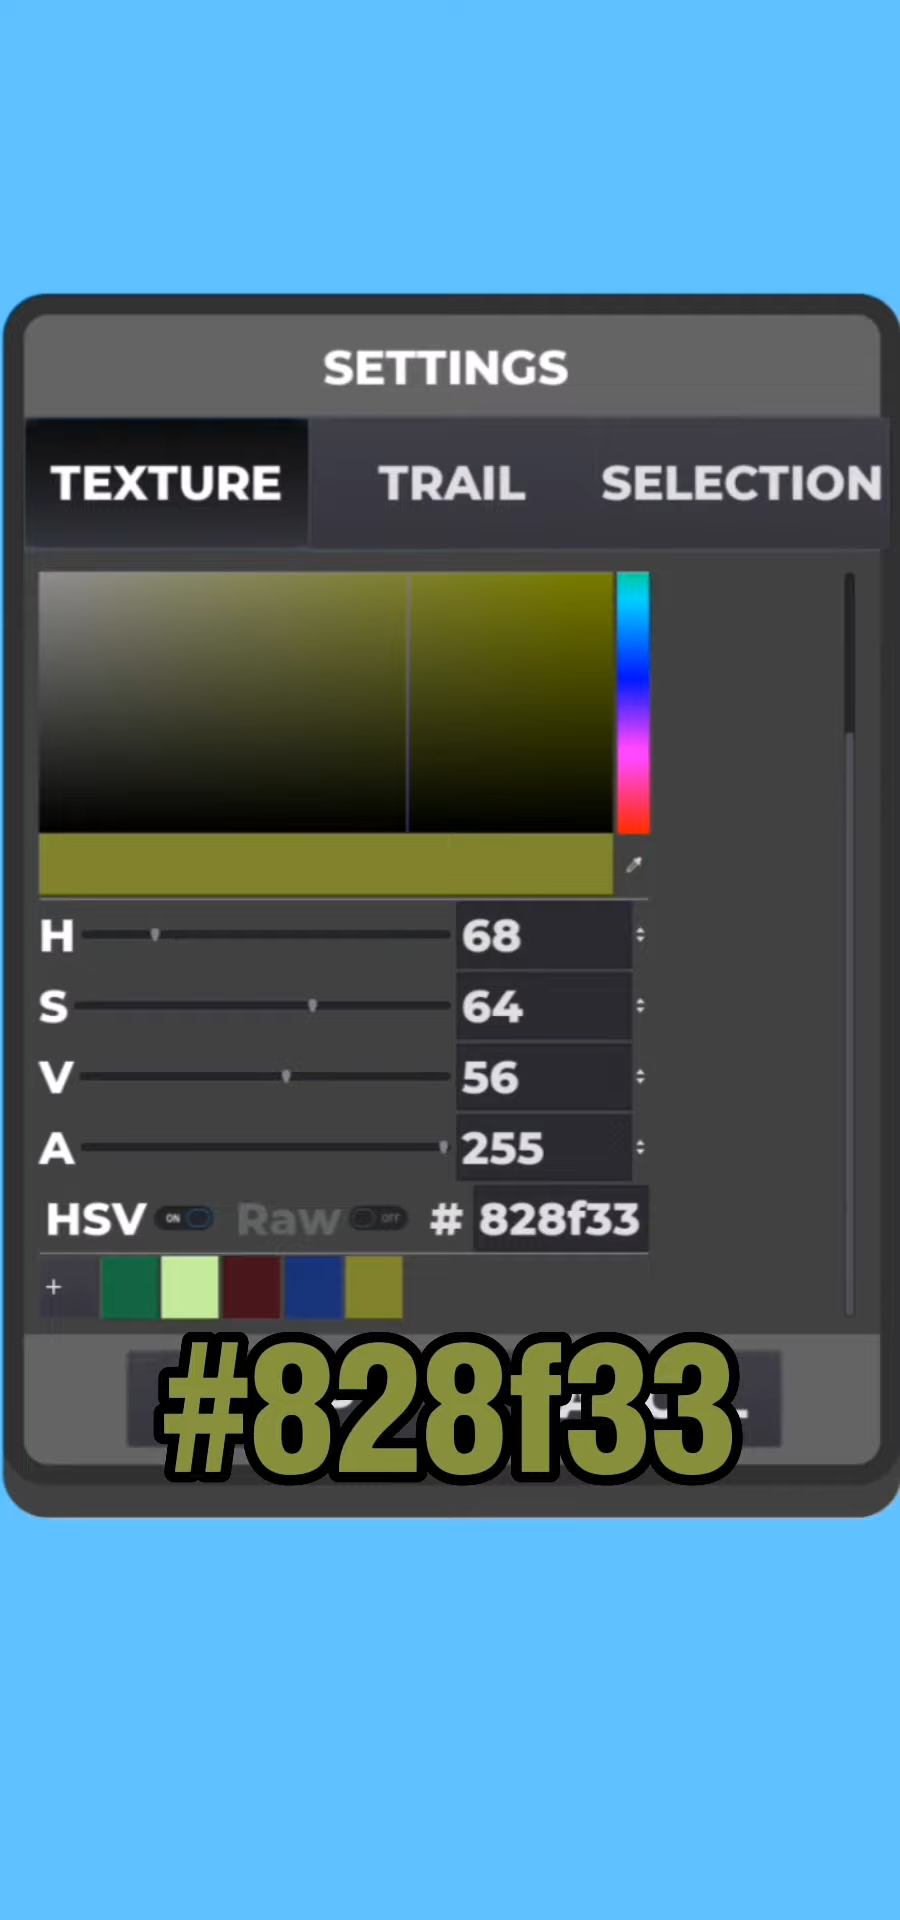 SETTINGS
TEXTURE TRAIL SELECTION
H 68
S 64
V 56
A 255
HSV ON Raw OFF # 828f33
+
#828f33